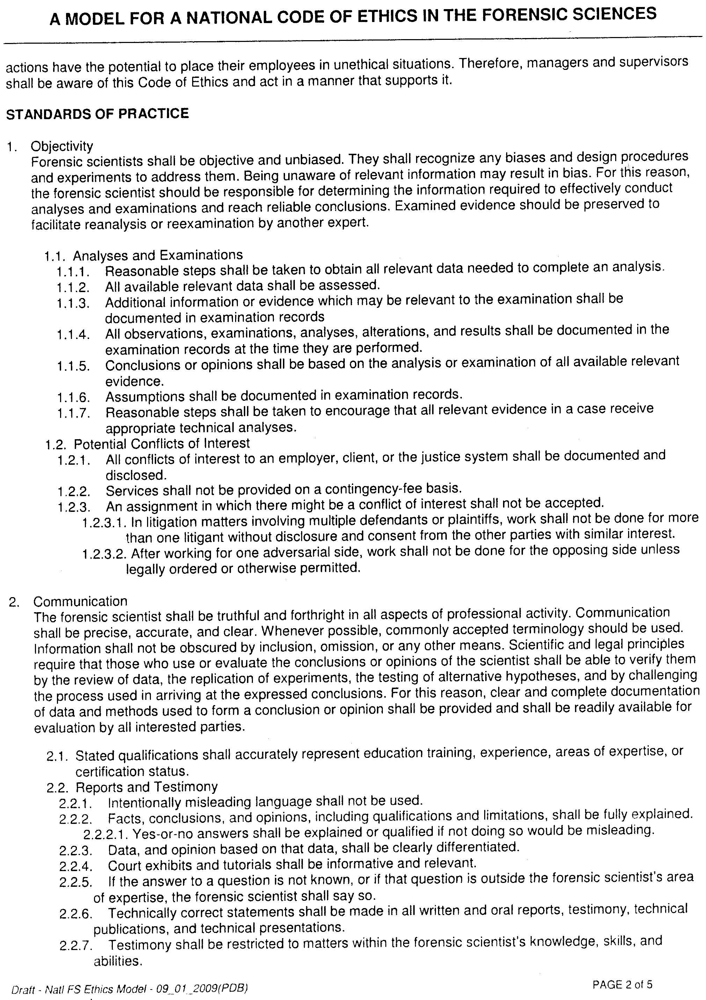 A MODEL FOR A NATIONAL CODE OF ETHICS IN THE FORENSIC SCIENCES
actions have the potential to place their employees in unethical situations. Therefore, managers and supervisors
shall be aware of this Code of Ethics and act in a manner that supports it.
STANDARDS OF PRACTICE
1. Objectivity
Forensic scientists shall be objective and unbiased. They shall recognize any biases and design procedures
and experiments to address them. Being unaware of relevant information may result in bias. For this reason,
the forensic scientist should be responsible for determining the information required to effectively conduct
analyses and examinations and reach reliable conclusions. Examined evidence should be preserved to
facilitate reanalysis or reexamination by another expert.
1.1. Analyses and Examinations
1.1.1. Reasonable steps shall be taken to obtain all relevant data needed to complete an analysis.
1.1.2. All available relevant data shall be assessed.
1.1.3. Additional information or evidence which may be relevant to the examination shall be
documented in examination records
1.1.4. All observations, examinations, analyses, alterations, and results shall be documented in the
examination records at the time they are performed.
1.1.5. Conclusions or opinions shall be based on the analysis or examination of all available relevant
evidence.
1.1.6. Assumptions shall be documented in examination records.
1.1.7. Reasonable steps shall be taken to encourage that all relevant evidence in a case receive
appropriate technical analyses.
1.2. Potential Conflicts of Interest
1.2.1. All conflicts of interest to an employer, client, or the justice system shall be documented and
disclosed.
1.2.2. Services shall not be provided on a contingency-fee basis.
1.2.3. An assignment in which there might be a conflict of interest shall not be accepted.
1.2.3.1. In litigation matters involving multiple defendants or plaintiffs, work shall not be done for more
than one litigant without disclosure and consent from the other parties with similar interest.
1.2.3.2. After working for one adversarial side, work shall not be done for the opposing side unless
legally ordered or otherwise permitted.
2. Communication
The forensic scientist shall be truthful and forthright in all aspects of professional activity. Communication
shall be precise, accurate, and clear. Whenever possible, commonly accepted terminology should be used.
Information shall not be obscured by inclusion, omission, or any other means. Scientific and legal principles
require that those who use or evaluate the conclusions or opinions of the scientist shall be able to verify them
by the review of data, the replication of experiments, the testing of alternative hypotheses, and by challenging
the process used in arriving at the expressed conclusions. For this reason, clear and complete documentation
of data and methods used to form a conclusion or opinion shall be provided and shall be readily available for
evaluation by all interested parties.
2.1. Stated qualifications shall accurately represent education training, experience, areas of expertise, or
certification status.
2.2. Reports and Testimony
2.2.1. Intentionally misleading language shall not be used.
2.2.2. Facts, conclusions, and opinions, including qualifications and limitations, shall be fully explained.
2.2.2.1. Yes-or-no answers shall be explained or qualified if not doing so would be misleading.
2.2.3. Data, and opinion based on that data, shall be clearly differentiated.
2.2.4. Court exhibits and tutorials shall be informative and relevant.
2.2.5. If the answer to a question is not known, or if that question is outside the forensic scientist's area
of expertise, the forensic scientist shall say so.
2.2.6. Technically correct statements shall be made in all written and oral reports, testimony, technical
publications, and technical presentations.
2.2.7. Testimony shall be restricted to matters within the forensic scientist's knowledge, skills, and
abilities.
Draft - Natl FS Ethics Model - 09_01_2009(PDB)
PAGE 2 of 5